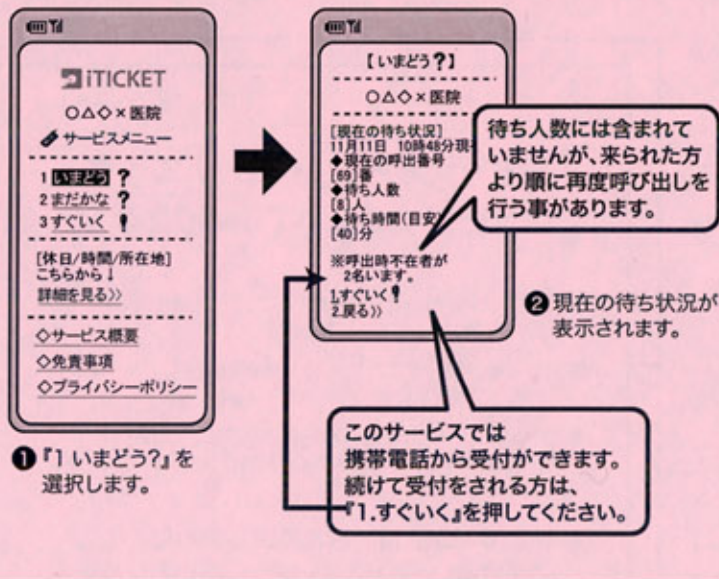 iTICKET
○△◇×医院
サービスメニュー
1 いまどう?
2 まだかな?
3 すぐいく!
[休日/時間/所在地]
こちらから↓
詳細を見る》
◇サービス概要
◇免責事項
◇プライバシーポリシー
❶『1 いまどう?』を
選択します。
【いまどう?】
○△◇×医院
[現在の待ち状況]
11月11日 10時48分現
◆現在の呼出番号
[69]番
◆待ち人数
[8]人
◆待ち時間(目安)
[40]分
※呼出時不在者が
2名います。
1.すぐいく!
2.戻る》
待ち人数には含まれて
いませんが、来られた方
より順に再度呼び出しを
行う事があります。
❷現在の待ち状況が
表示されます。
このサービスでは
携帯電話から受付ができます。
続けて受付をされる方は、
『1.すぐいく』を押してください。